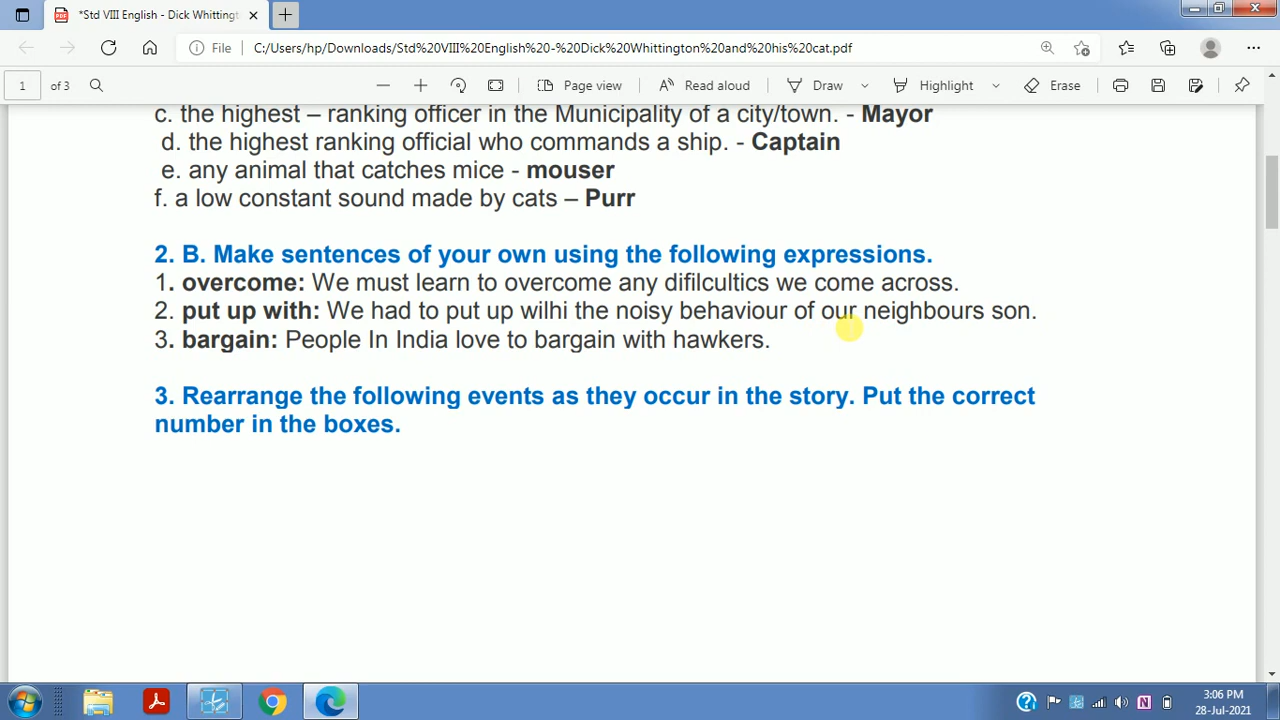 *Std VIII English - Dick Whittingt
File
C:/Users/hp/Downloads/Std%20VIII%20English%20-%20Dick%20Whittington%20and%20his%20cat.pdf
1 of 3
Page view
Read aloud
Draw
Highlight
Erase
c. the highest – ranking officer in the Municipality of a city/town. - Mayor
d. the highest ranking official who commands a ship. - Captain
e. any animal that catches mice - mouser
f. a low constant sound made by cats – Purr
2. B. Make sentences of your own using the following expressions.
1. overcome: We must learn to overcome any difilcultics we come across.
2. put up with: We had to put up wilhi the noisy behaviour of our neighbours son.
3. bargain: People In India love to bargain with hawkers.
3. Rearrange the following events as they occur in the story. Put the correct
number in the boxes.
3:06 PM
28-Jul-2021